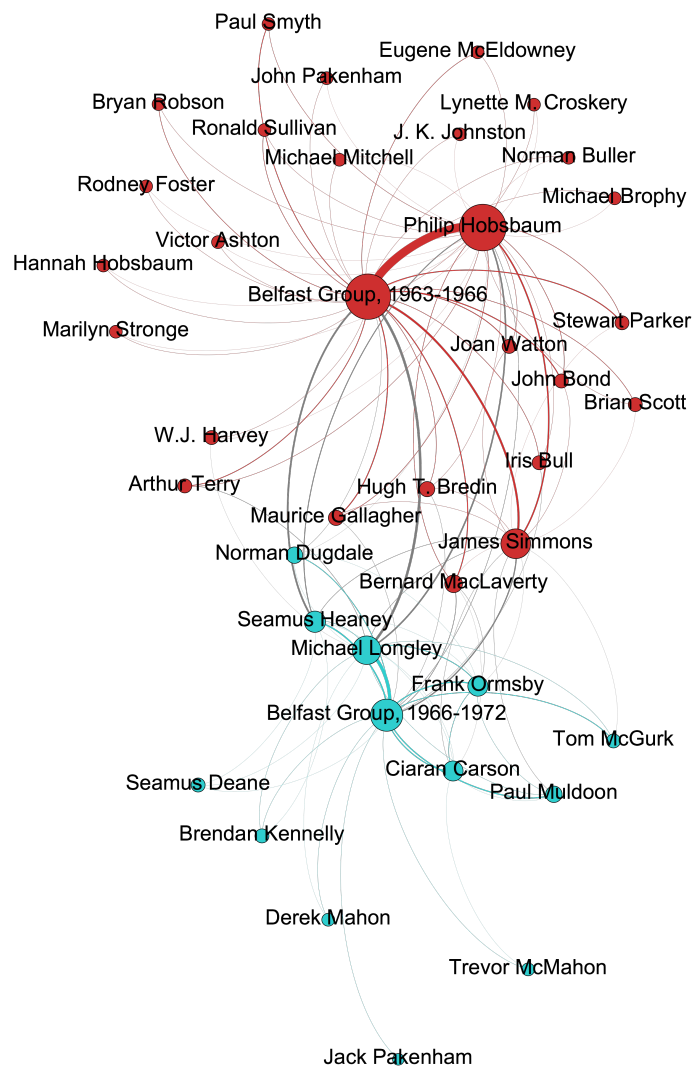 Paul Smyth
Eugene McEldowney
John Pakenham
Bryan Robson
Lynette M. Croskery
Ronald Sullivan
J. K. Johnston
Michael Mitchell
Norman Buller
Rodney Foster
Michael Brophy
Philip Hobsbaum
Victor Ashton
Hannah Hobsbaum
Belfast Group, 1963-1966
Stewart Parker
Marilyn Stronge
Joan Watton
John Bond
Brian Scott
W.J. Harvey
Iris Bull
Arthur Terry
Hugh T. Bredin
Maurice Gallagher
James Simmons
Norman Dugdale
Bernard MacLaverty
Seamus Heaney
Michael Longley
Frank Ormsby
Belfast Group, 1966-1972
Tom McGurk
Ciaran Carson
Seamus Deane
Paul Muldoon
Brendan Kennelly
Derek Mahon
Trevor McMahon
Jack Pakenham